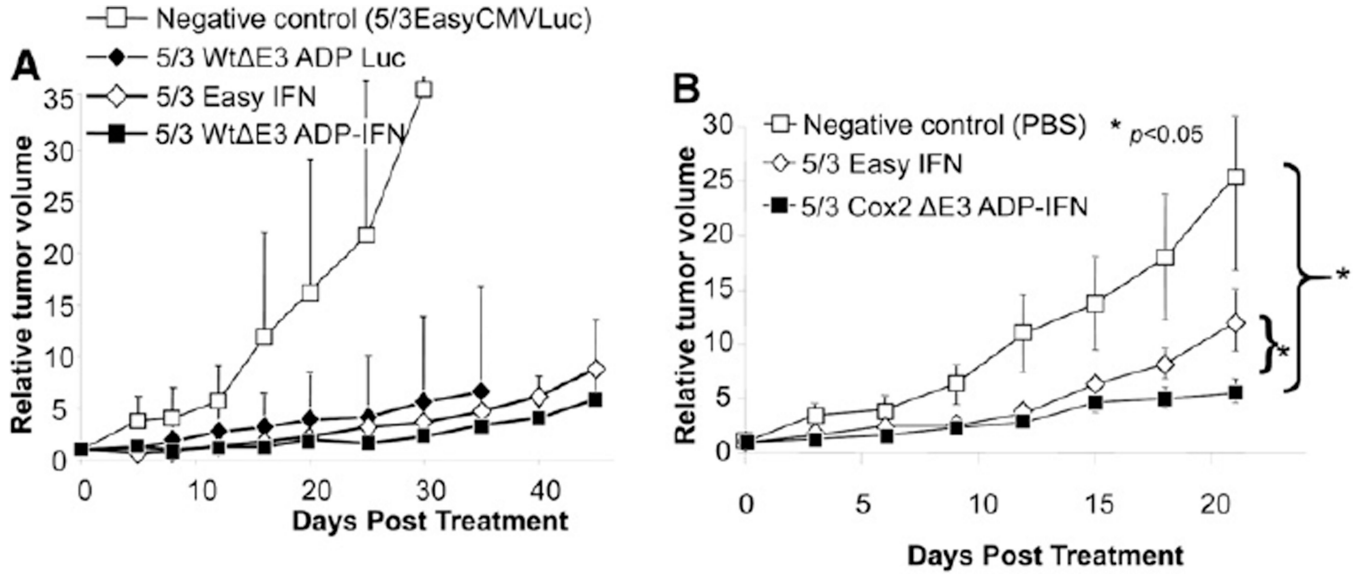 A
Negative control (5/3EasyCMVLuc)
5/3 WtΔE3 ADP Luc
5/3 Easy IFN
5/3 WtΔE3 ADP-IFN
Relative tumor volume
35
30
25
20
15
10
5
0
0 10 20 30 40
Days Post Treatment
B
Negative control (PBS)
* p<0.05
5/3 Easy IFN
5/3 Cox2 ΔE3 ADP-IFN
Relative tumor volume
30
25
20
15
10
5
0
*
*
0 5 10 15 20
Days Post Treatment